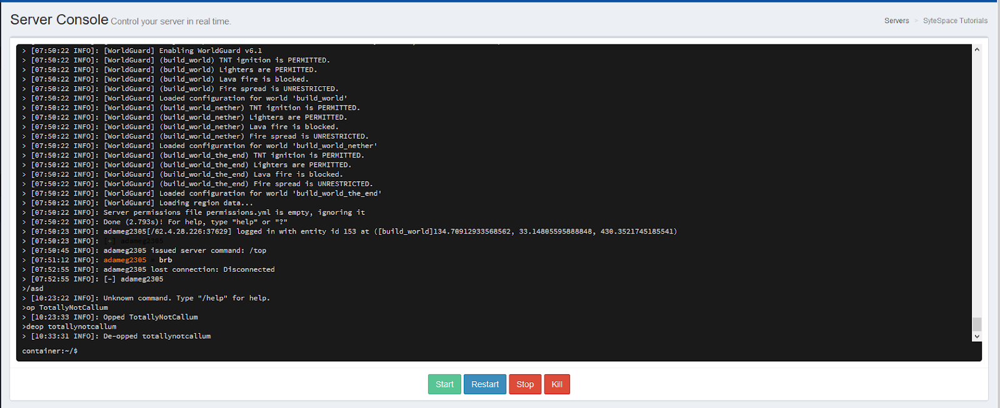 Server Console Control your server in real time.
Servers > SyteSpace Tutorials
> [07:50:22 INFO]: [WorldGuard] Enabling WorldGuard v6.1
> [07:50:22 INFO]: [WorldGuard] (build_world) TNT ignition is PERMITTED.
> [07:50:22 INFO]: [WorldGuard] (build_world) Lighters are PERMITTED.
> [07:50:22 INFO]: [WorldGuard] (build_world) Lava fire is blocked.
> [07:50:22 INFO]: [WorldGuard] (build_world) Fire spread is UNRESTRICTED.
> [07:50:22 INFO]: [WorldGuard] Loaded configuration for world 'build_world'
> [07:50:22 INFO]: [WorldGuard] (build_world_nether) TNT ignition is PERMITTED.
> [07:50:22 INFO]: [WorldGuard] (build_world_nether) Lighters are PERMITTED.
> [07:50:22 INFO]: [WorldGuard] (build_world_nether) Lava fire is blocked.
> [07:50:22 INFO]: [WorldGuard] (build_world_nether) Fire spread is UNRESTRICTED.
> [07:50:22 INFO]: [WorldGuard] Loaded configuration for world 'build_world_nether'
> [07:50:22 INFO]: [WorldGuard] (build_world_the_end) TNT ignition is PERMITTED.
> [07:50:22 INFO]: [WorldGuard] (build_world_the_end) Lighters are PERMITTED.
> [07:50:22 INFO]: [WorldGuard] (build_world_the_end) Lava fire is blocked.
> [07:50:22 INFO]: [WorldGuard] (build_world_the_end) Fire spread is UNRESTRICTED.
> [07:50:22 INFO]: [WorldGuard] Loaded configuration for world 'build_world_the_end'
> [07:50:22 INFO]: [WorldGuard] Loading region data...
> [07:50:22 INFO]: Server permissions file permissions.yml is empty, ignoring it
> [07:50:22 INFO]: Done (2.793s)! For help, type "help" or "?"
> [07:50:23 INFO]: adameg2305[/62.4.28.226:37629] logged in with entity id 153 at ([build_world]134.70912933568562, 33.14805595888848, 430.3521745185541)
> [07:50:23 INFO]: [+] adameg2305
> [07:50:45 INFO]: adameg2305 issued server command: /top
> [07:51:12 INFO]: adameg2305 brb
> [07:52:55 INFO]: adameg2305 lost connection: Disconnected
> [07:52:55 INFO]: [-] adameg2305
>/asd
> [10:23:22 INFO]: Unknown command. Type "/help" for help.
>op TotallyNotCallum
> [10:23:33 INFO]: Opped TotallyNotCallum
>deop totallynotcallum
> [10:33:31 INFO]: De-opped totallynotcallum
container:~/$
Start Restart Stop Kill